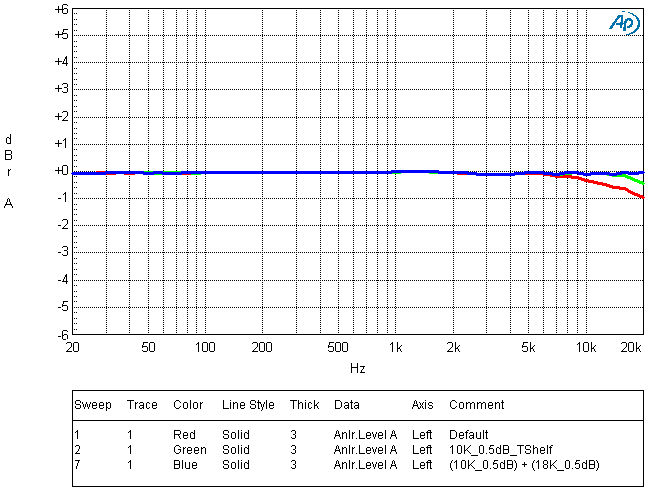 +6
+5
+4
+3
+2
+1
+0
-1
-2
-3
-4
-5
-6
d
B
r
A
AP
20 50 100 200 500 1k 2k 5k 10k 20k
Hz
Sweep Trace Color Line Style Thick Data Axis Comment
1 1 Red Solid 3 Anlr.Level A Left Default
2 1 Green Solid 3 Anlr.Level A Left 10K_0.5dB_TShelf
7 1 Blue Solid 3 Anlr.Level A Left (10K_0.5dB) + (18K_0.5dB)